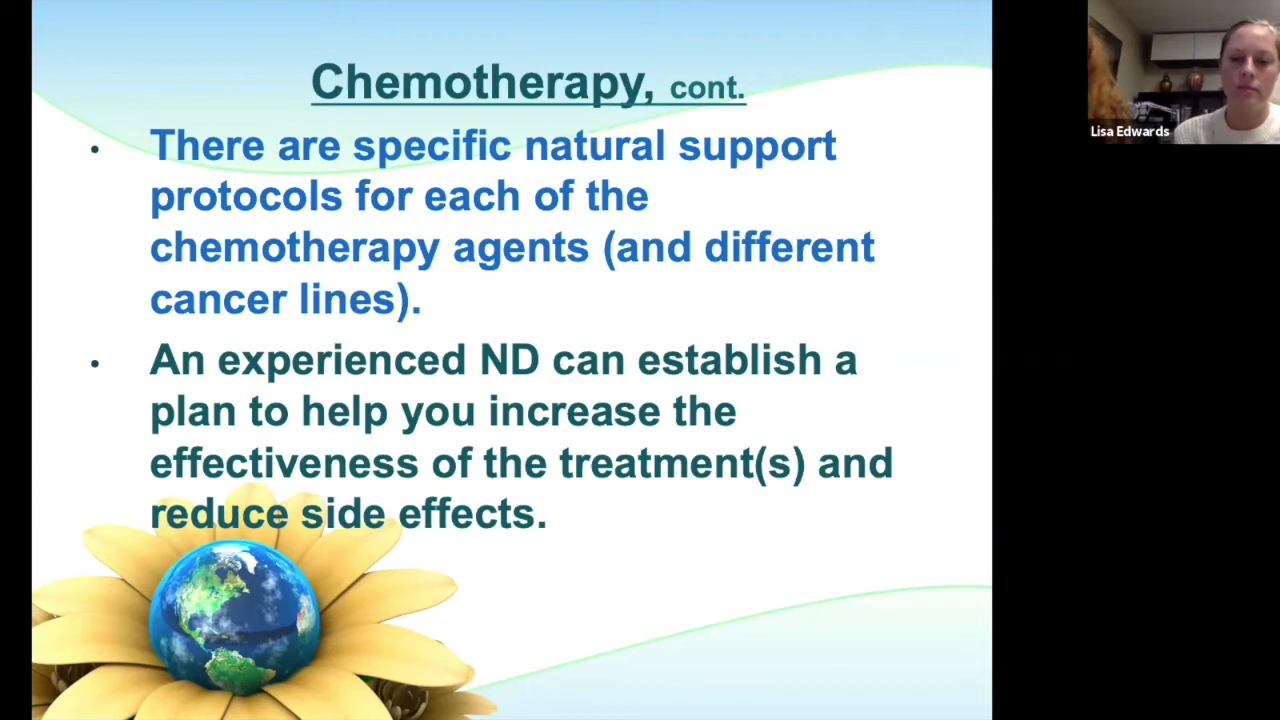 Chemotherapy, cont.
• There are specific natural support
protocols for each of the
chemotherapy agents (and different
cancer lines).
• An experienced ND can establish a
plan to help you increase the
effectiveness of the treatment(s) and
reduce side effects.
Lisa Edwards